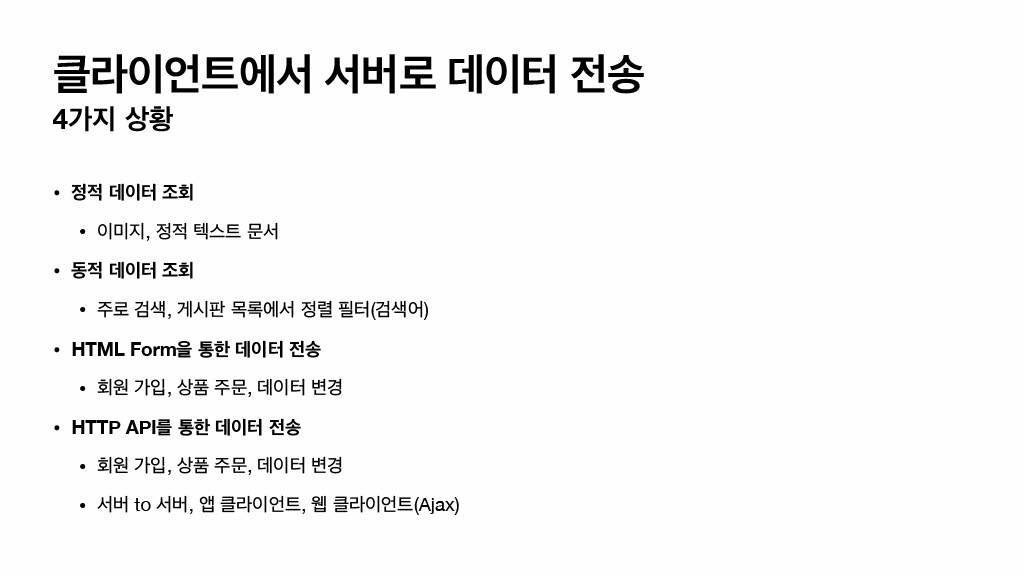 클라이언트에서 서버로 데이터 전송
4가지 상황
• 정적 데이터 조회
• 이미지, 정적 텍스트 문서
• 동적 데이터 조회
• 주로 검색, 게시판 목록에서 정렬 필터(검색어)
• HTML Form을 통한 데이터 전송
• 회원 가입, 상품 주문, 데이터 변경
• HTTP API를 통한 데이터 전송
• 회원 가입, 상품 주문, 데이터 변경
• 서버 to 서버, 앱 클라이언트, 웹 클라이언트(Ajax)